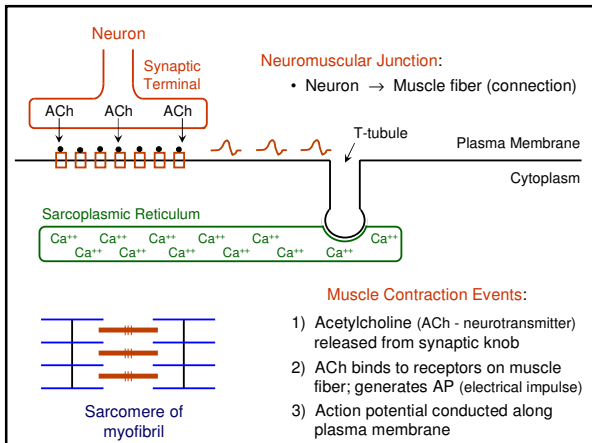 Neuron
Synaptic
Terminal
ACh ACh ACh
Neuromuscular Junction:
• Neuron → Muscle fiber (connection)
T-tubule
Plasma Membrane
Cytoplasm
Sarcoplasmic Reticulum
Ca⁺⁺ Ca⁺⁺ Ca⁺⁺ Ca⁺⁺ Ca⁺⁺ Ca⁺⁺
Ca⁺⁺ Ca⁺⁺ Ca⁺⁺ Ca⁺⁺ Ca⁺⁺ Ca⁺⁺
Sarcomere of
myofibril
Muscle Contraction Events:
1) Acetylcholine (ACh - neurotransmitter)
released from synaptic knob
2) ACh binds to receptors on muscle
fiber; generates AP (electrical impulse)
3) Action potential conducted along
plasma membrane